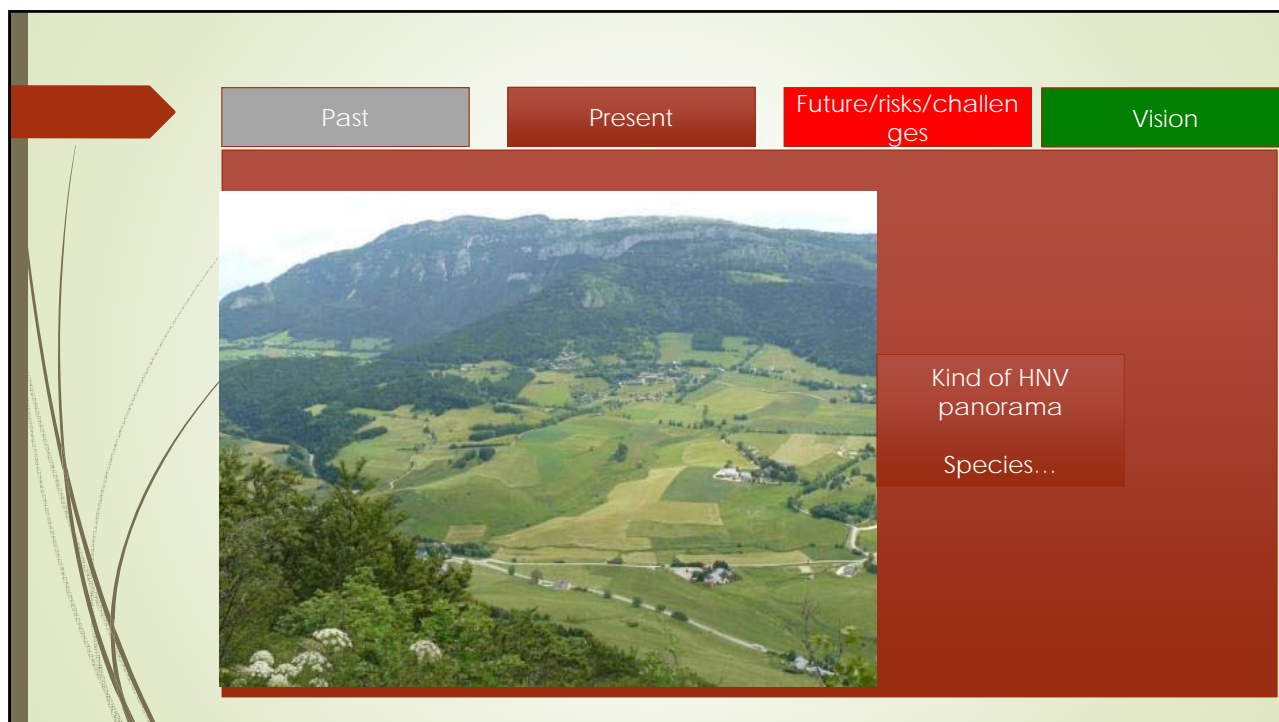 Past
Present
Future/risks/challen
ges
Vision
Kind of HNV
panorama
Species…